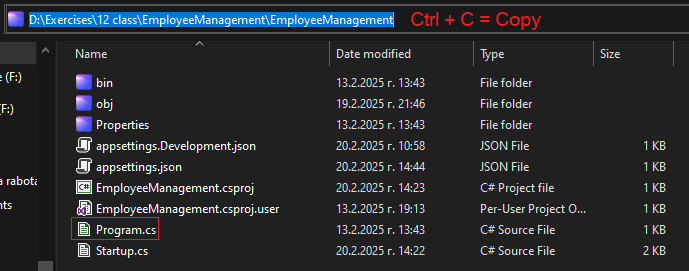 D:\Exercises\12 class\EmployeeManagement\EmployeeManagement Ctrl + C = Copy
Name Date modified Type Size
bin 13.2.2025 г. 13:43 File folder
obj 19.2.2025 г. 21:46 File folder
Properties 13.2.2025 г. 13:43 File folder
appsettings.Development.json 20.2.2025 г. 10:58 JSON File 1 KB
appsettings.json 20.2.2025 г. 14:44 JSON File 1 KB
EmployeeManagement.csproj 20.2.2025 г. 14:23 C# Project file 1 KB
EmployeeManagement.csproj.user 13.2.2025 г. 19:13 Per-User Project O... 1 KB
Program.cs 13.2.2025 г. 13:43 C# Source File 1 KB
Startup.cs 20.2.2025 г. 14:22 C# Source File 2 KB
e (F:)
(F:)
a rabota
nts